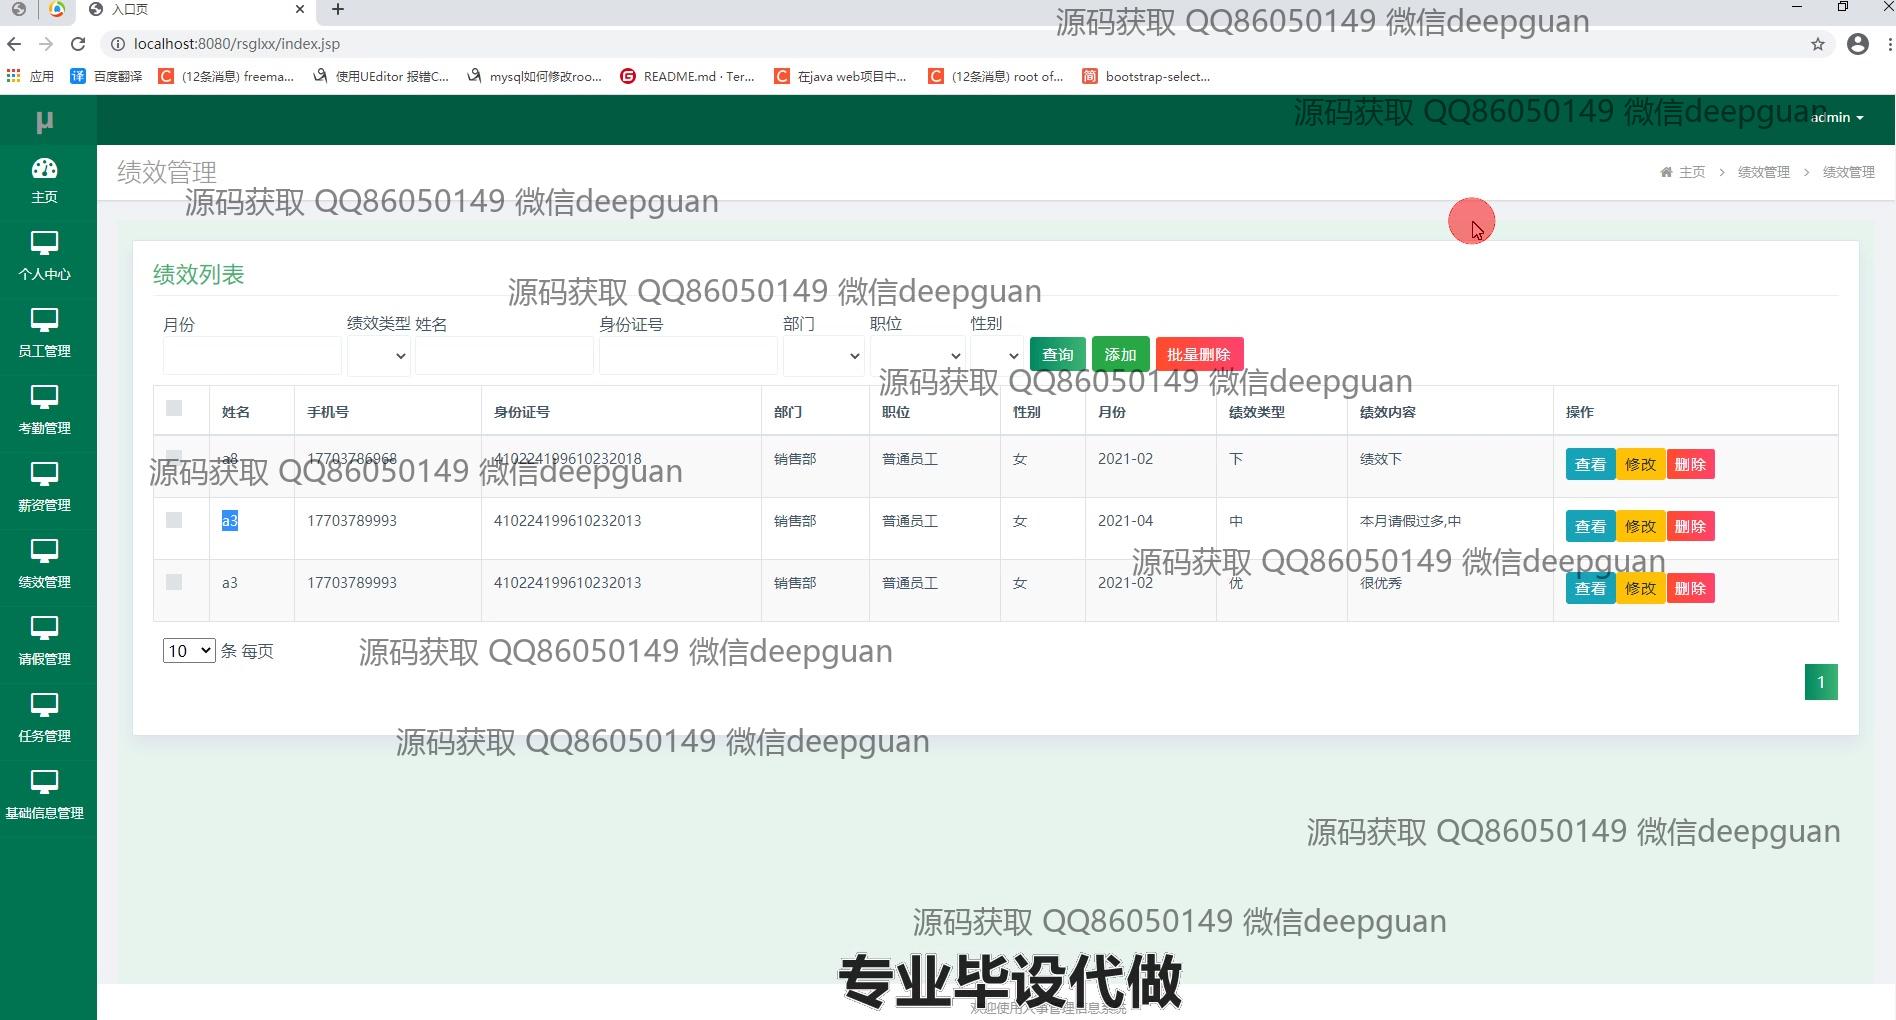 入口页
源码获取 QQ86050149 微信deepguan
localhost:8080/rsglxx/index.jsp
应用 百度翻译 (12条消息) freema... 使用UEditor 报错C... mysql如何修改roo... README.md · Ter... 在java web项目中... (12条消息) root of... bootstrap-select...
μ
源码获取 QQ86050149 微信deepguan
admin
主页
个人中心
员工管理
考勤管理
薪资管理
绩效管理
请假管理
任务管理
基础信息管理
绩效管理
主页 > 绩效管理 > 绩效管理
源码获取 QQ86050149 微信deepguan
绩效列表
源码获取 QQ86050149 微信deepguan
月份 绩效类型 姓名 身份证号 部门 职位 性别
查询 添加 批量删除
源码获取 QQ86050149 微信deepguan
姓名 手机号 身份证号 部门 职位 性别 月份 绩效类型 绩效内容 操作
a8 17703786968 410224199610232018 销售部 普通员工 女 2021-02 下 绩效下 查看 修改 删除
源码获取 QQ86050149 微信deepguan
a3 17703789993 410224199610232013 销售部 普通员工 女 2021-04 中 本月请假过多,中 查看 修改 删除
源码获取 QQ86050149 微信deepguan
a3 17703789993 410224199610232013 销售部 普通员工 女 2021-02 优 很优秀 查看 修改 删除
10 条 每页
源码获取 QQ86050149 微信deepguan
1
源码获取 QQ86050149 微信deepguan
源码获取 QQ86050149 微信deepguan
源码获取 QQ86050149 微信deepguan
专业毕设代做
欢迎使用人事管理信息系统